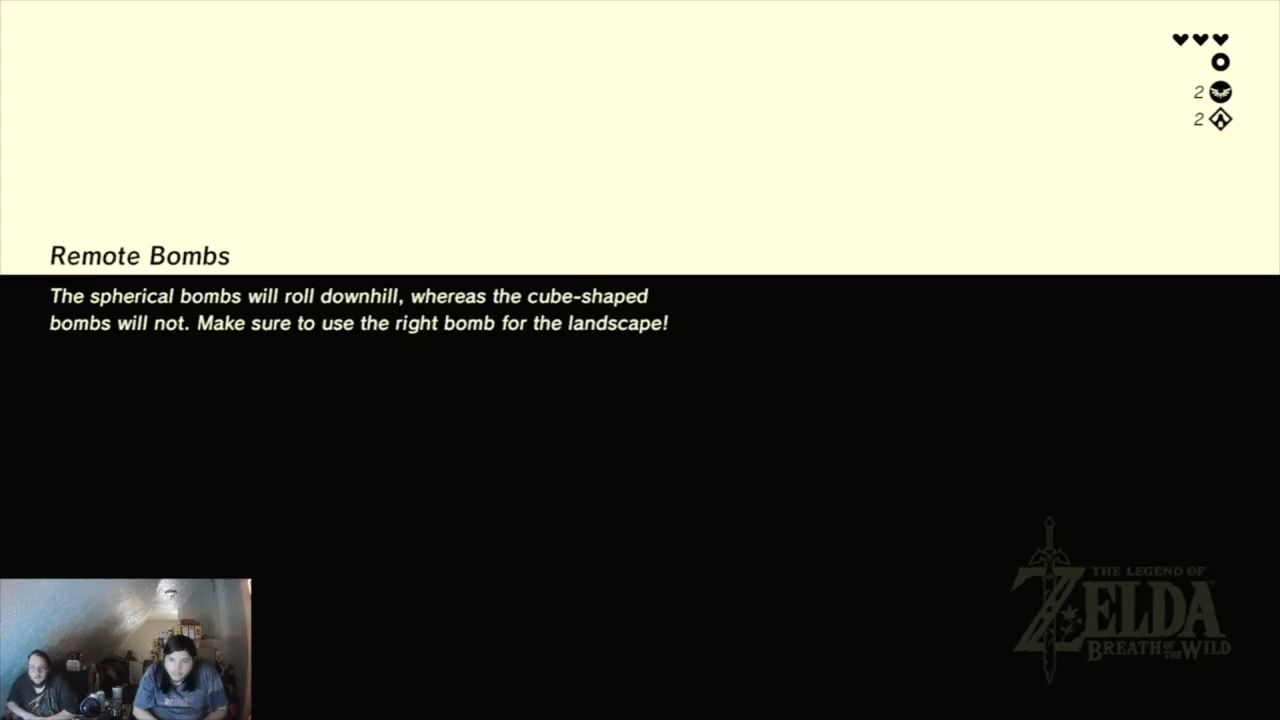 2
2
Remote Bombs
The spherical bombs will roll downhill, whereas the cube-shaped
bombs will not. Make sure to use the right bomb for the landscape!
THE LEGEND OF
ZELDA
BREATH OF THE WILD